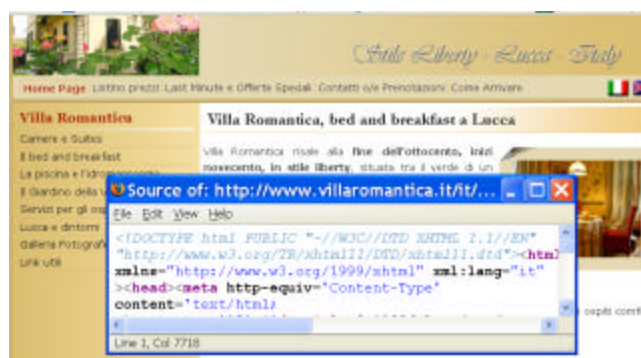 Stile Liberty - Lucca - Italy
Home Page Listino prezzi Last Minute e Offerte Speciali Contatti o/e Prenotazioni Come Arrivare
Villa Romantica
Camere e Suites
Il bed and breakfast
La piscina e l'idromassaggio
Il Giardino della
Servizi per gli
Lucca e dintorni
Galleria Fotografi
Link utili
Villa Romantica, bed and breakfast a Lucca
Villa Romantica risale alla fine dell'ottocento, inizi
novecento, in stile liberty, situata tra il verde di un
Source of: http://www.villaromantica.it/it/...
File Edit View Help
<!DOCTYPE html PUBLIC "-//W3C//DTD XHTML 1.1//EN"
"http://www.w3.org/TR/xhtml11/DTD/xhtml11.dtd"><html
xmlns="http://www.w3.org/1999/xhtml" xml:lang="it"
><head><meta http-equiv="Content-Type"
content="text/html;
Line 1, Col 7718
ospiti